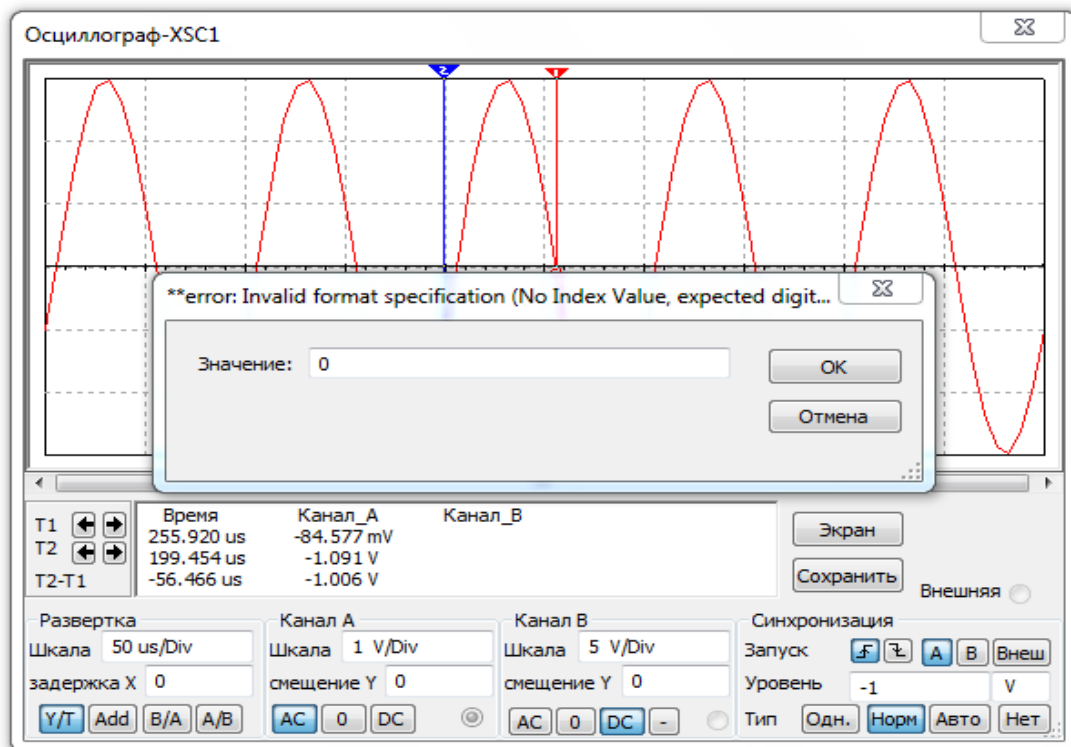 Осциллограф-XSC1
2 1
**error: Invalid format specification (No Index Value, expected digit...
Значение: 0
OK
Отмена
Время Канал_A Канал_B
T1 255.920 us -84.577 mV
T2 199.454 us -1.091 V
T2-T1 -56.466 us -1.006 V
Экран
Сохранить
Внешняя
Развертка
Шкала 50 us/Div
задержка X 0
Y/T Add B/A A/B
Канал A
Шкала 1 V/Div
смещение Y 0
AC 0 DC
Канал B
Шкала 5 V/Div
смещение Y 0
AC 0 DC -
Синхронизация
Запуск A B Внеш
Уровень -1 V
Тип Одн. Норм Авто Нет